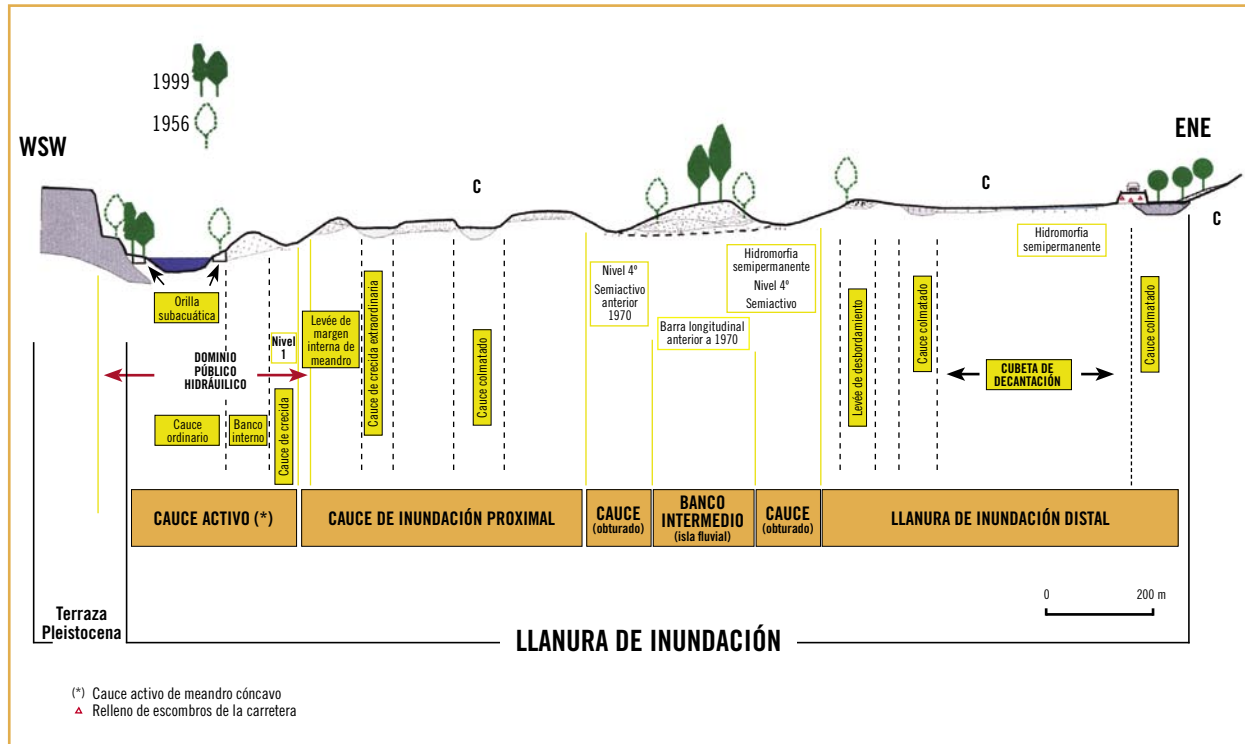 1999
1956
WSW
ENE
C
C
C
Orilla
subacuática
DOMINIO
PÚBLICO
HIDRÁUILICO
Nivel
1
Cauce
ordinario
Banco
interno
Cauce de crecida
Levée de
margen
interna de
meandro
Cauce de crecida extraordinaria
Cauce colmatado
Nivel 4º
Semiactivo
anterior
1970
Barra longitudinal
anterior a 1970
Hidromorfia
semipermanente
Nivel 4º
Semiactivo
Levée de desbordamiento
Cauce colmatado
Hidromorfia
semipermanente
CUBETA DE
DECANTACIÓN
Cauce colmatado
CAUCE ACTIVO (*)
CAUCE DE INUNDACIÓN PROXIMAL
CAUCE
(obturado)
BANCO
INTERMEDIO
(isla fluvial)
CAUCE
(obturado)
LLANURA DE INUNDACIÓN DISTAL
0 200 m
Terraza
Pleistocena
LLANURA DE INUNDACIÓN
(*) Cauce activo de meandro cóncavo
Relleno de escombros de la carretera